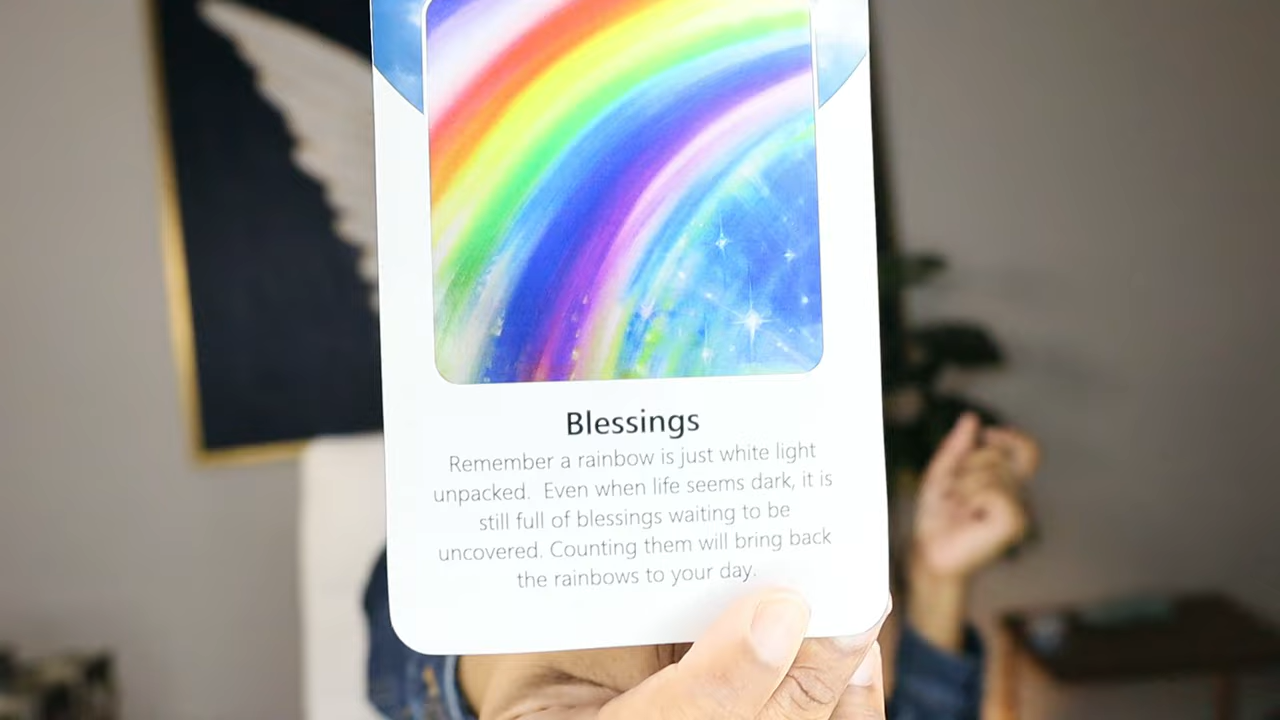 Blessings
Remember a rainbow is just white light
unpacked.  Even when life seems dark, it is
still full of blessings waiting to be
uncovered. Counting them will bring back
the rainbows to your day.